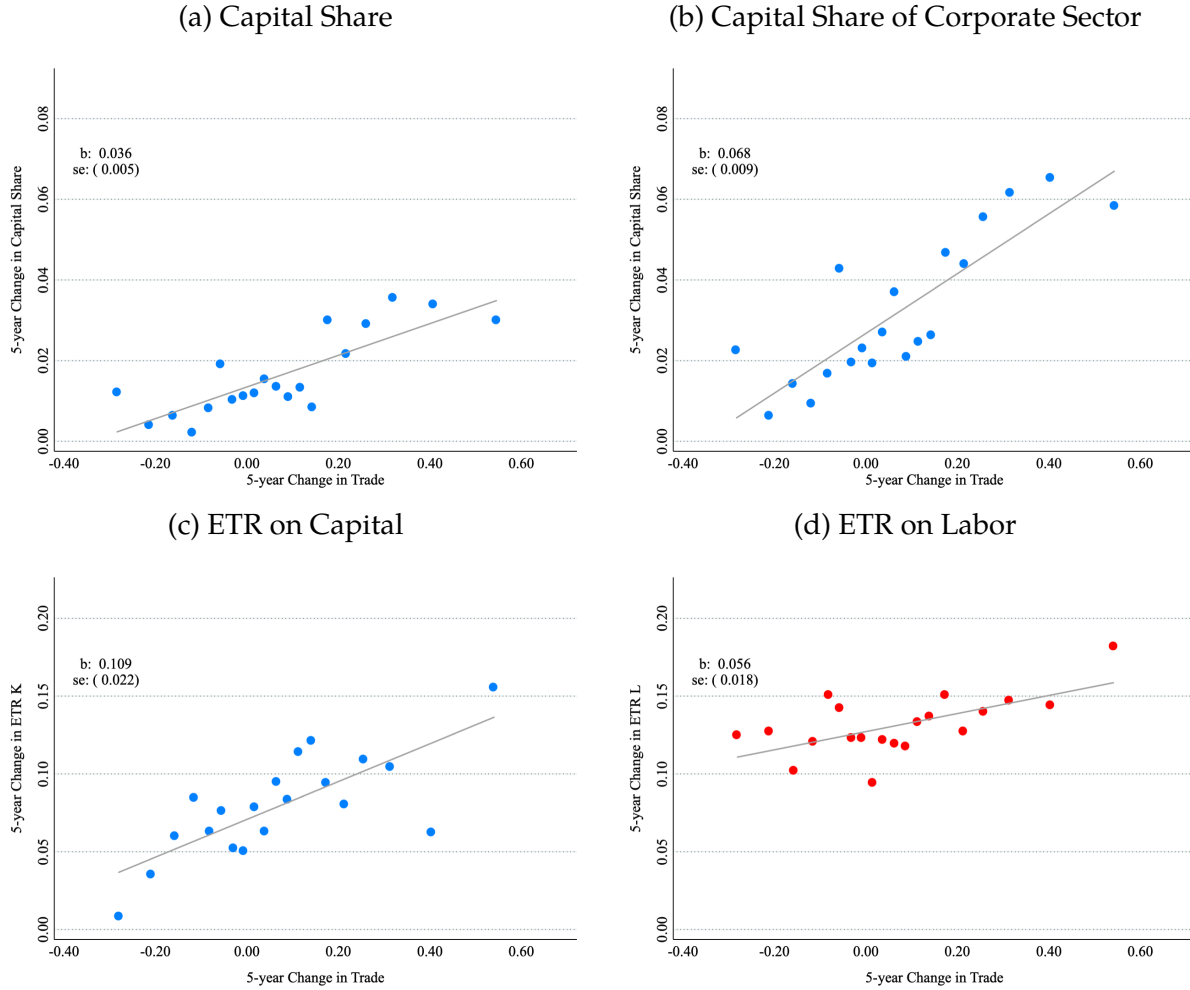 (a) Capital Share
5-year Change in Capital Share
0.08
0.06
0.04
0.02
0.00
b: 0.036
se: ( 0.005)
-0.40 -0.20 0.00 0.20 0.40 0.60
5-year Change in Trade
(b) Capital Share of Corporate Sector
5-year Change in Capital Share
0.08
0.06
0.04
0.02
0.00
b: 0.068
se: ( 0.009)
-0.40 -0.20 0.00 0.20 0.40 0.60
5-year Change in Trade
(c) ETR on Capital
5-year Change in ETR K
0.20
0.15
0.10
0.05
0.00
b: 0.109
se: ( 0.022)
-0.40 -0.20 0.00 0.20 0.40 0.60
5-year Change in Trade
(d) ETR on Labor
5-year Change in ETR L
0.20
0.15
0.10
0.05
0.00
b: 0.056
se: ( 0.018)
-0.40 -0.20 0.00 0.20 0.40 0.60
5-year Change in Trade